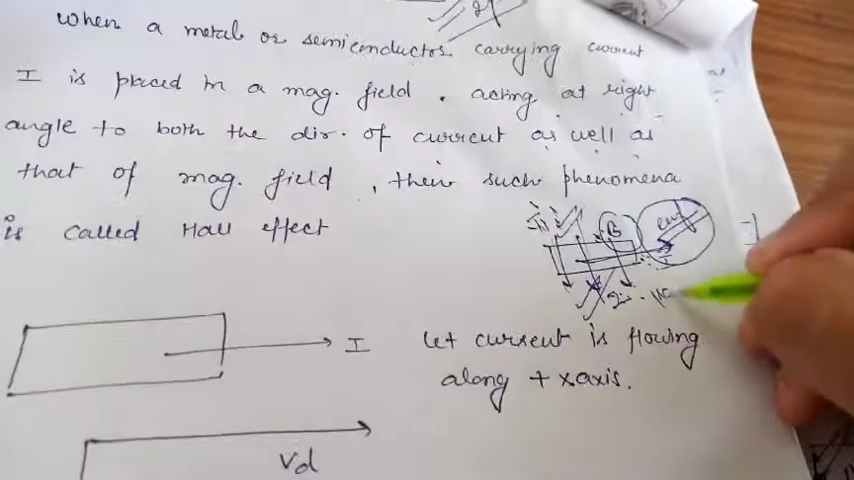 when a metal or semiconductor carrying current
I is placed in a mag. field . acting at right
angle to both the dir. of current as well as
that of mag. field , then such phenomena
is called Hall effect
B
emf
I
I
let current is flowing
along + x axis.
Vd